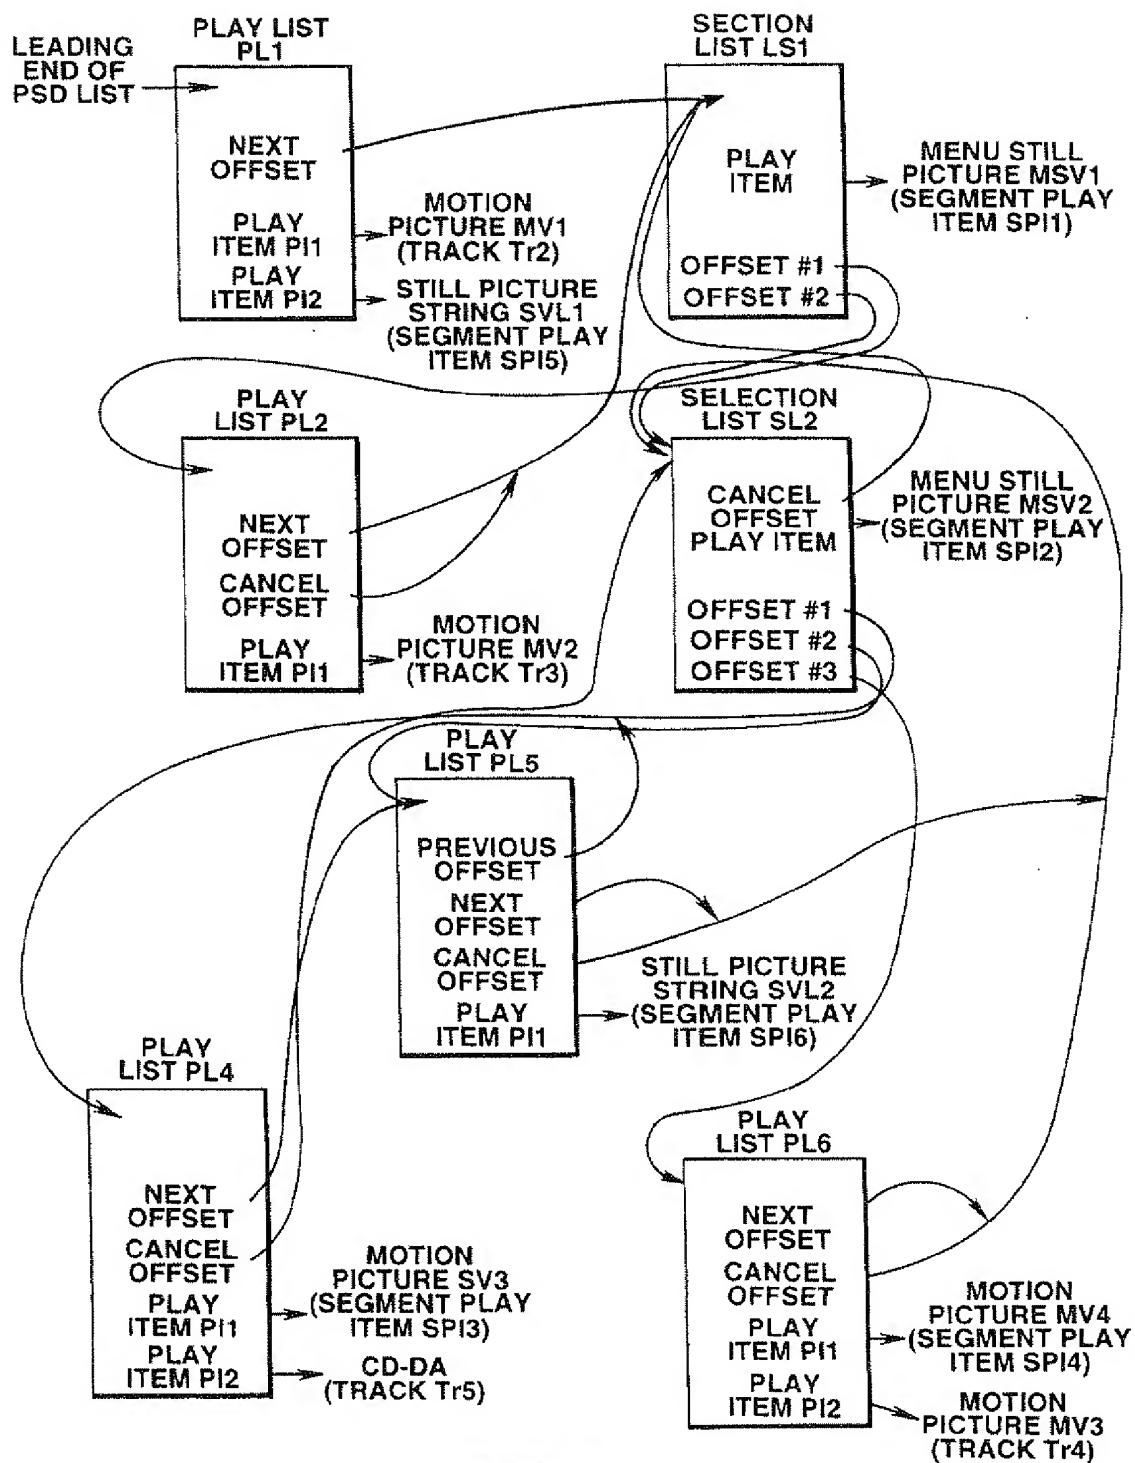 PLAY LIST
PL1
LEADING
END OF
PSD LIST
NEXT
OFFSET
PLAY
ITEM PI1
PLAY
ITEM PI2
MOTION
PICTURE MV1
(TRACK Tr2)
STILL PICTURE
STRING SVL1
(SEGMENT PLAY
ITEM SPI5)
SECTION
LIST LS1
PLAY
ITEM
OFFSET #1
OFFSET #2
MENU STILL
PICTURE MSV1
(SEGMENT PLAY
ITEM SPI1)
PLAY
LIST PL2
NEXT
OFFSET
CANCEL
OFFSET
PLAY
ITEM PI1
MOTION
PICTURE MV2
(TRACK Tr3)
SELECTION
LIST SL2
CANCEL
OFFSET
PLAY ITEM
OFFSET #1
OFFSET #2
OFFSET #3
MENU STILL
PICTURE MSV2
(SEGMENT PLAY
ITEM SPI2)
PLAY
LIST PL5
PREVIOUS
OFFSET
NEXT
OFFSET
CANCEL
OFFSET
PLAY
ITEM PI1
STILL PICTURE
STRING SVL2
(SEGMENT PLAY
ITEM SPI6)
PLAY
LIST PL4
NEXT
OFFSET
CANCEL
OFFSET
PLAY
ITEM PI1
PLAY
ITEM PI2
MOTION
PICTURE SV3
(SEGMENT PLAY
ITEM SPI3)
CD-DA
(TRACK Tr5)
PLAY
LIST PL6
NEXT
OFFSET
CANCEL
OFFSET
PLAY
ITEM PI1
PLAY
ITEM PI2
MOTION
PICTURE MV4
(SEGMENT PLAY
ITEM SPI4)
MOTION
PICTURE MV3
(TRACK Tr4)